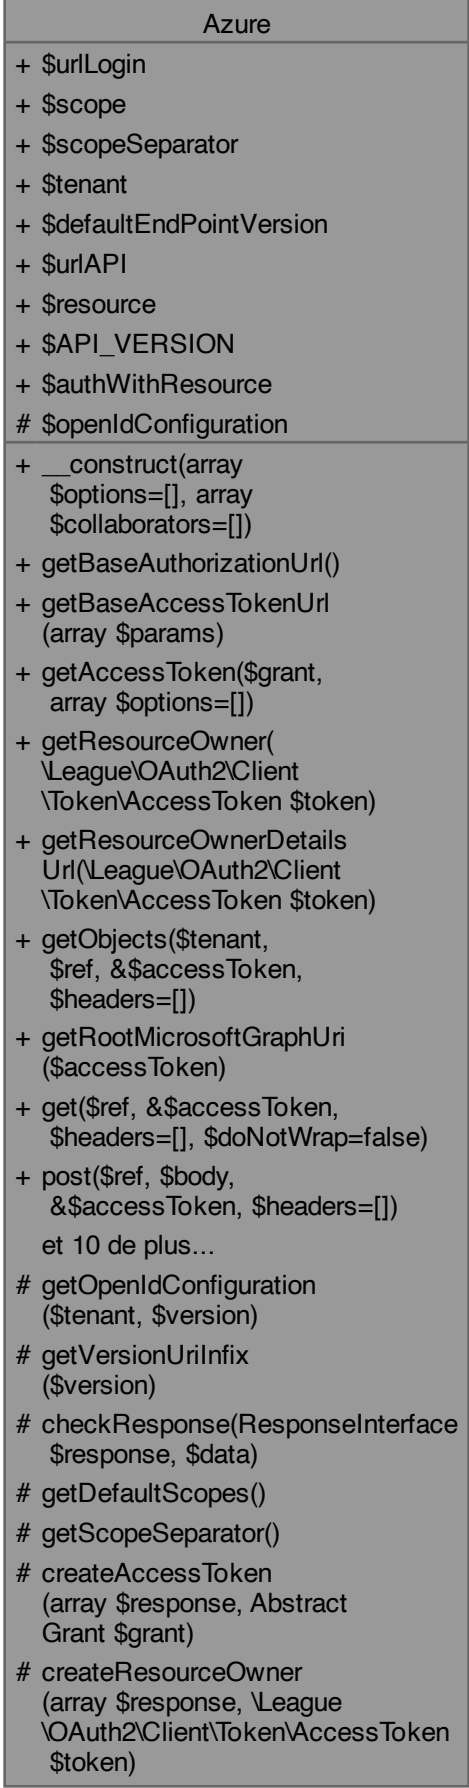 Azure
+ $urlLogin
+ $scope
+ $scopeSeparator
+ $tenant
+ $defaultEndPointVersion
+ $urlAPI
+ $resource
+ $API_VERSION
+ $authWithResource
# $openIdConfiguration
+ __construct(array
$options=[], array
$collaborators=[])
+ getBaseAuthorizationUrl()
+ getBaseAccessTokenUrl
(array $params)
+ getAccessToken($grant,
array $options=[])
+ getResourceOwner(
\League\OAuth2\Client
\Token\AccessToken $token)
+ getResourceOwnerDetails
Url(\League\OAuth2\Client
\Token\AccessToken $token)
+ getObjects($tenant,
$ref, &$accessToken,
$headers=[])
+ getRootMicrosoftGraphUri
($accessToken)
+ get($ref, &$accessToken,
$headers=[], $doNotWrap=false)
+ post($ref, $body,
&$accessToken, $headers=[])
et 10 de plus...
# getOpenIdConfiguration
($tenant, $version)
# getVersionUriInfix
($version)
# checkResponse(ResponseInterface
$response, $data)
# getDefaultScopes()
# getScopeSeparator()
# createAccessToken
(array $response, Abstract
Grant $grant)
# createResourceOwner
(array $response, \League
\OAuth2\Client\Token\AccessToken
$token)